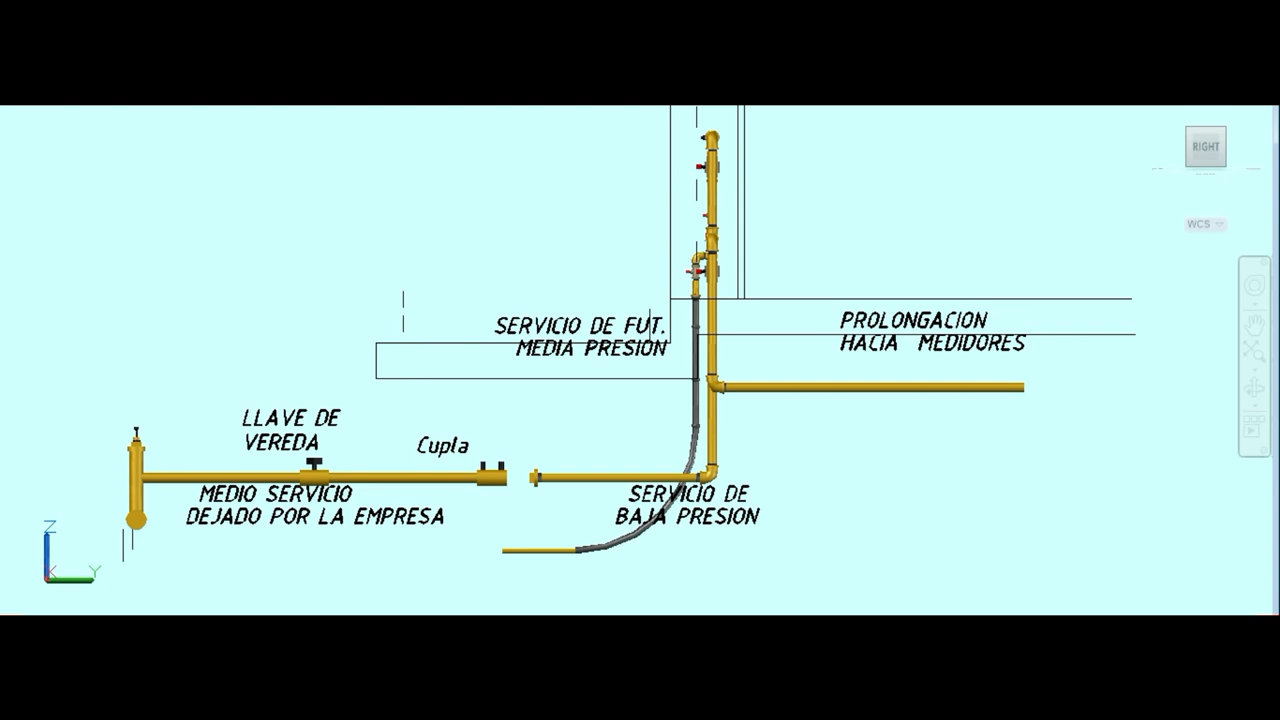 RIGHT
WCS
SERVICIO DE FUT.
MEDIA PRESION
PROLONGACION
HACIA MEDIDORES
LLAVE DE
VEREDA
Cupla
MEDIO SERVICIO
DEJADO POR LA EMPRESA
SERVICIO DE
BAJA PRESION
Z
X
Y